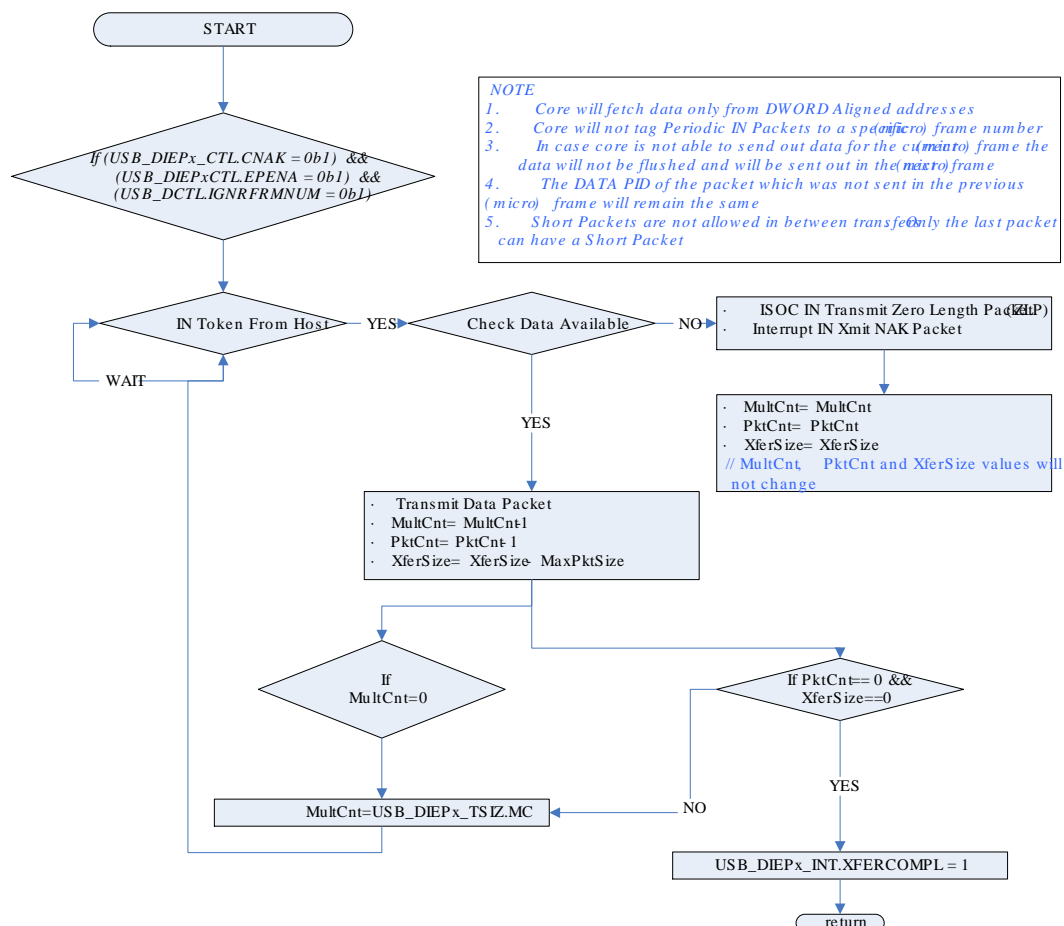 START
If (USB_DIEPx_CTL.CNAK = 0b1) &&
(USB_DIEPxCTL.EPENA = 0b1) &&
(USB_DCTL.IGNRFRMNUM = 0b1)
NOTE
1. Core will fetch data only from DWORD Aligned addresses
2. Core will not tag Periodic IN Packets to a specific (micro) frame number
3. In case core is not able to send out data for the current (micro) frame the
data will not be flushed and will be sent out in the next (micro) frame
4. The DATA PID of the packet which was not sent in the previous
(micro) frame will remain the same
5. Short Packets are not allowed in between transfers Only the last packet
can have a Short Packet
IN Token From Host
YES
Check Data Available
NO
· ISOC IN Transmit Zero Length Packet (ZLP)
· Interrupt IN Xmit NAK Packet
WAIT
YES
· MultCnt= MultCnt
· PktCnt= PktCnt
· XferSize= XferSize
// MultCnt, PktCnt and XferSize values will
not change
· Transmit Data Packet
· MultCnt= MultCnt-1
· PktCnt= PktCnt- 1
· XferSize= XferSize- MaxPktSize
If
MultCnt=0
If PktCnt== 0 &&
XferSize==0
YES
MultCnt=USB_DIEPx_TSIZ.MC
NO
USB_DIEPx_INT.XFERCOMPL = 1
return